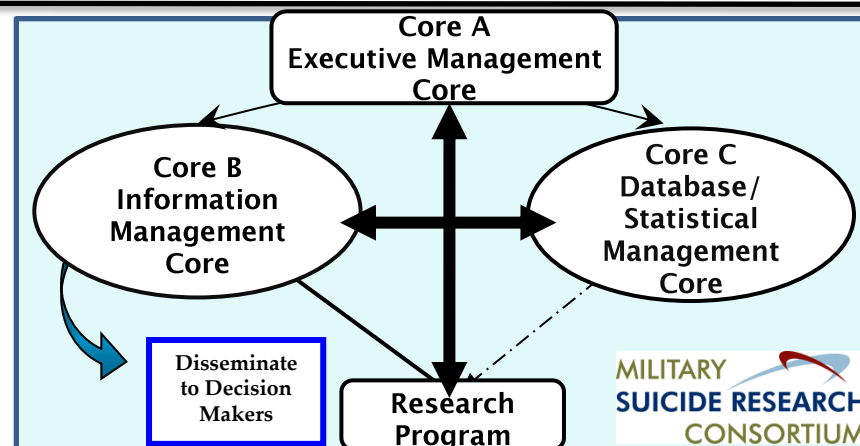 Core A
Executive Management
Core
Core B
Information
Management
Core
Core C
Database/
Statistical
Management
Core
Disseminate
to Decision
Makers
Research
Program
MILITARY
SUICIDE RESEARCH
CONSORTIUM